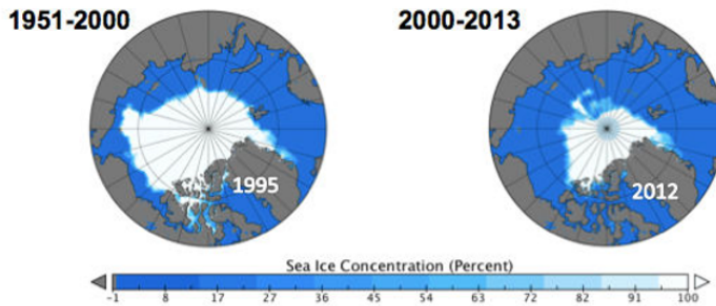 1951-2000
2000-2013
1995
2012
Sea Ice Concentration (Percent)
-1 8 17 27 36 45 54 63 72 82 91 100